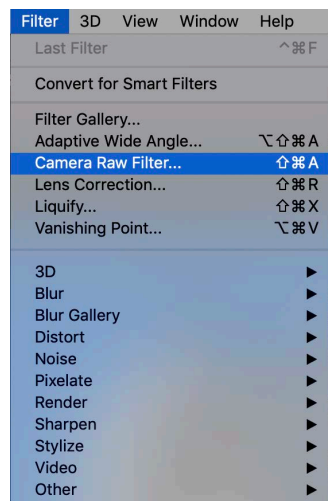 Filter 3D View Window Help
Last Filter ^⌘F
Convert for Smart Filters
Filter Gallery...
Adaptive Wide Angle... ⌥⇧⌘A
Camera Raw Filter... ⇧⌘A
Lens Correction... ⇧⌘R
Liquify... ⇧⌘X
Vanishing Point... ⌥⌘V
3D ▶
Blur ▶
Blur Gallery ▶
Distort ▶
Noise ▶
Pixelate ▶
Render ▶
Sharpen ▶
Stylize ▶
Video ▶
Other ▶